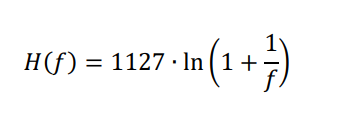 H(f) = 1127 · ln(1 + 1/f)